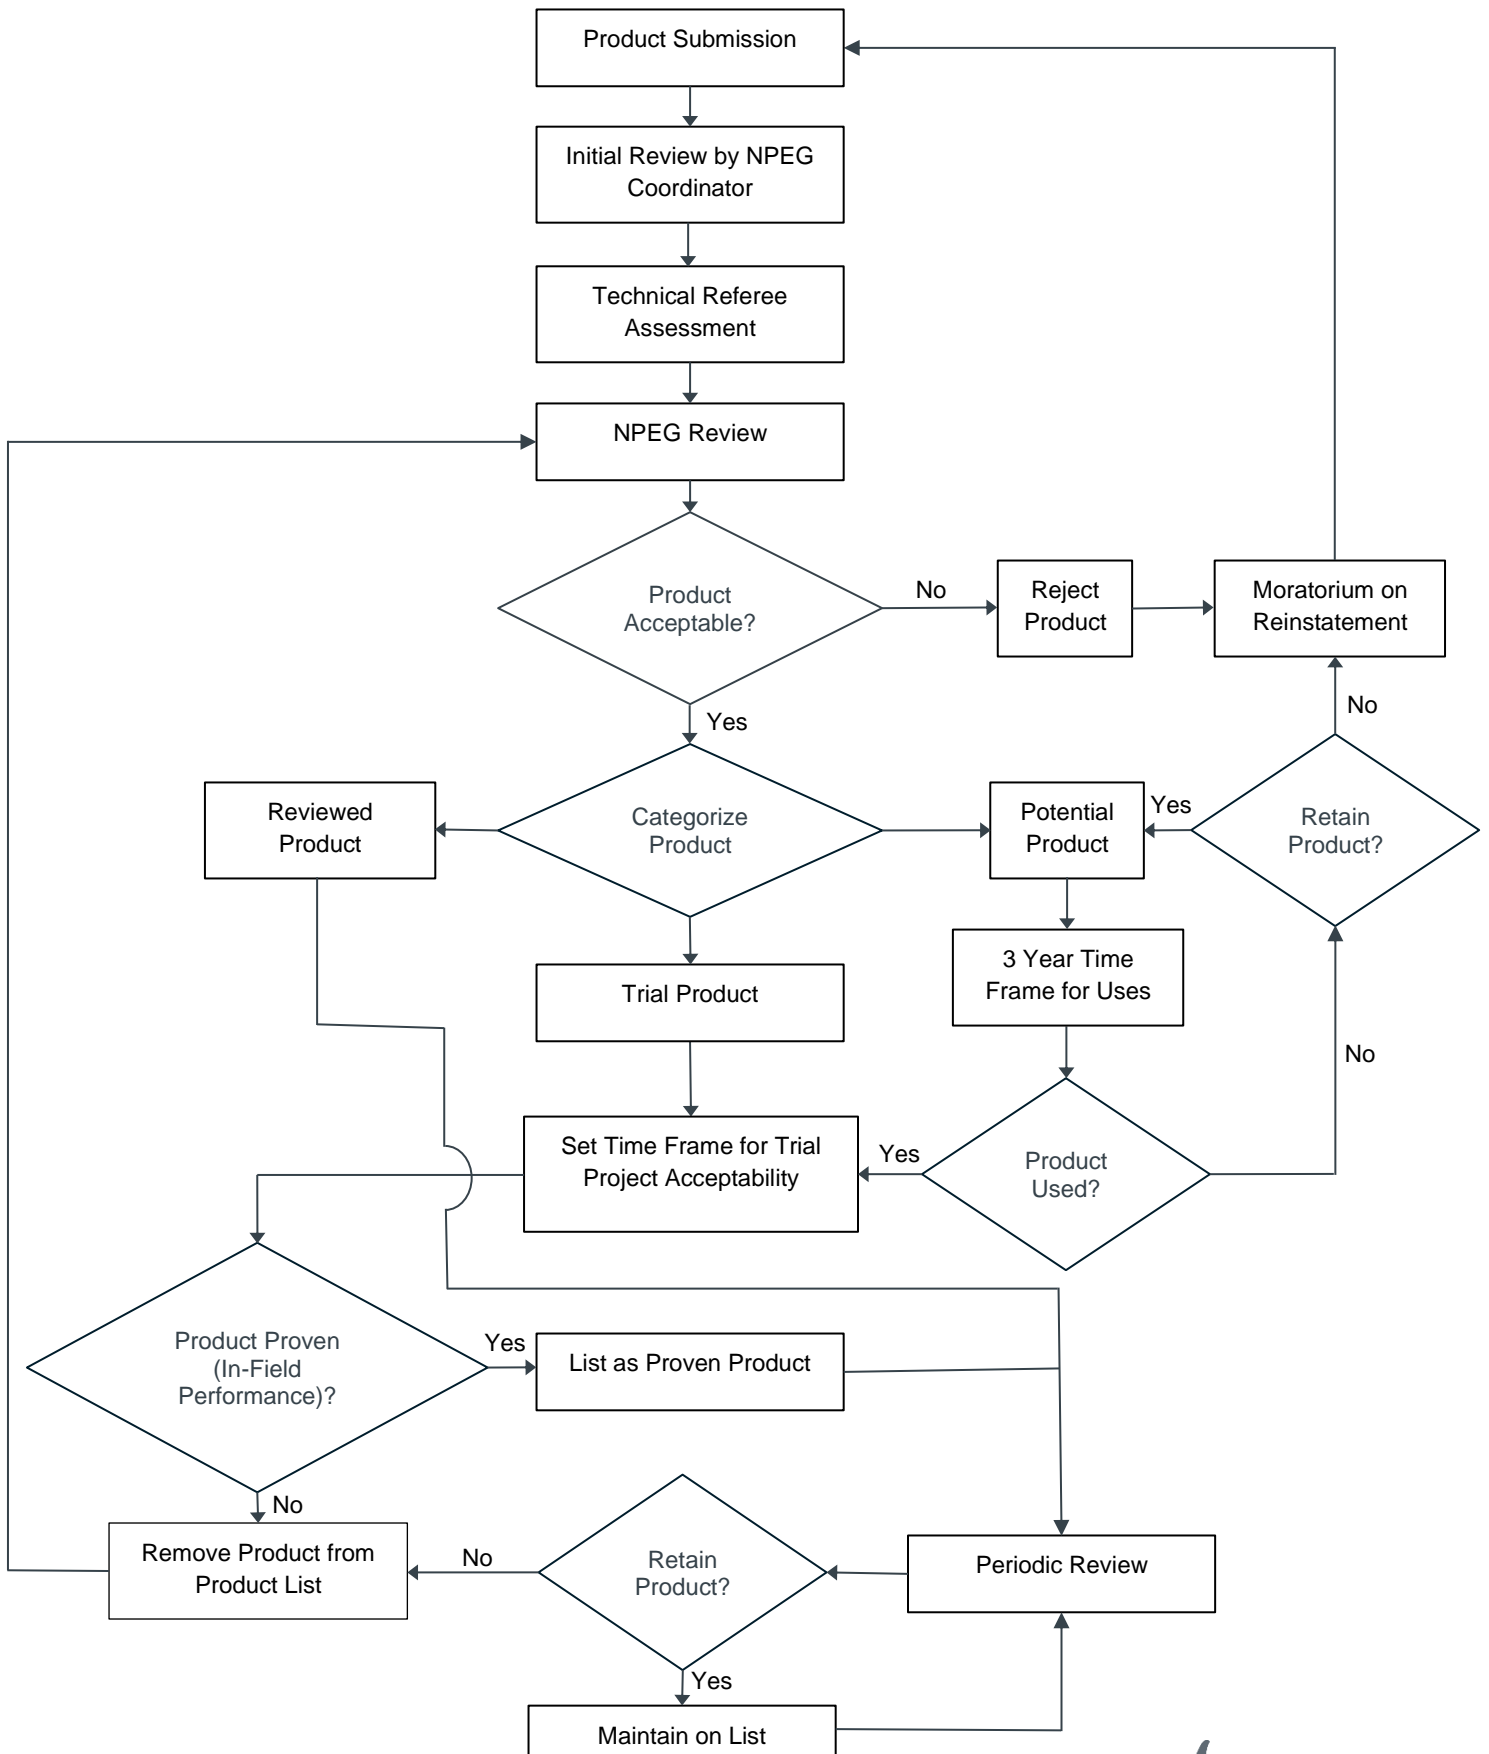 Product Submission
Initial Review by NPEG
Coordinator
Technical Referee
Assessment
NPEG Review
Product
Acceptable?
No
Reject
Product
Moratorium on
Reinstatement
Yes
No
Reviewed
Product
Categorize
Product
Potential
Product
Yes
Retain
Product?
3 Year Time
Frame for Uses
Trial Product
No
Set Time Frame for Trial
Project Acceptability
Yes
Product
Used?
Product Proven
(In-Field
Performance)?
Yes
List as Proven Product
No
Remove Product from
Product List
No
Retain
Product?
Periodic Review
Yes
Maintain on List